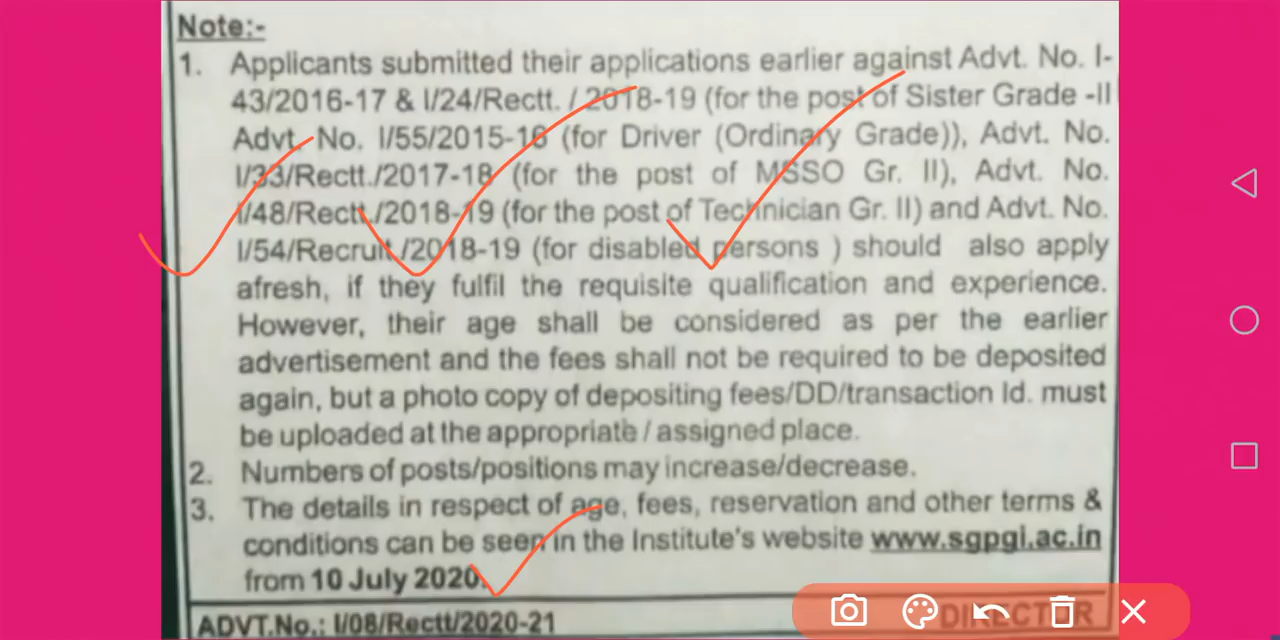 Note:-
1. Applicants submitted their applications earlier against Advt. No. I-
43/2016-17 & I/24/Rectt. / 2018-19 (for the post of Sister Grade -II
Advt. No. I/55/2015-16 (for Driver (Ordinary Grade)), Advt. No.
I/33/Rectt./2017-18 (for the post of MSSO Gr. II), Advt. No.
I/48/Rectt./2018-19 (for the post of Technician Gr. II) and Advt. No.
I/54/Recruit./2018-19 (for disabled persons ) should also apply
afresh, if they fulfil the requisite qualification and experience.
However, their age shall be considered as per the earlier
advertisement and the fees shall not be required to be deposited
again, but a photo copy of depositing fees/DD/transaction Id. must
be uploaded at the appropriate / assigned place.
2. Numbers of posts/positions may increase/decrease.
3. The details in respect of age, fees, reservation and other terms &
conditions can be seen in the Institute's website www.sgpgi.ac.in
from 10 July 2020.
ADVT.No.: I/08/Rectt/2020-21 DIRECTOR